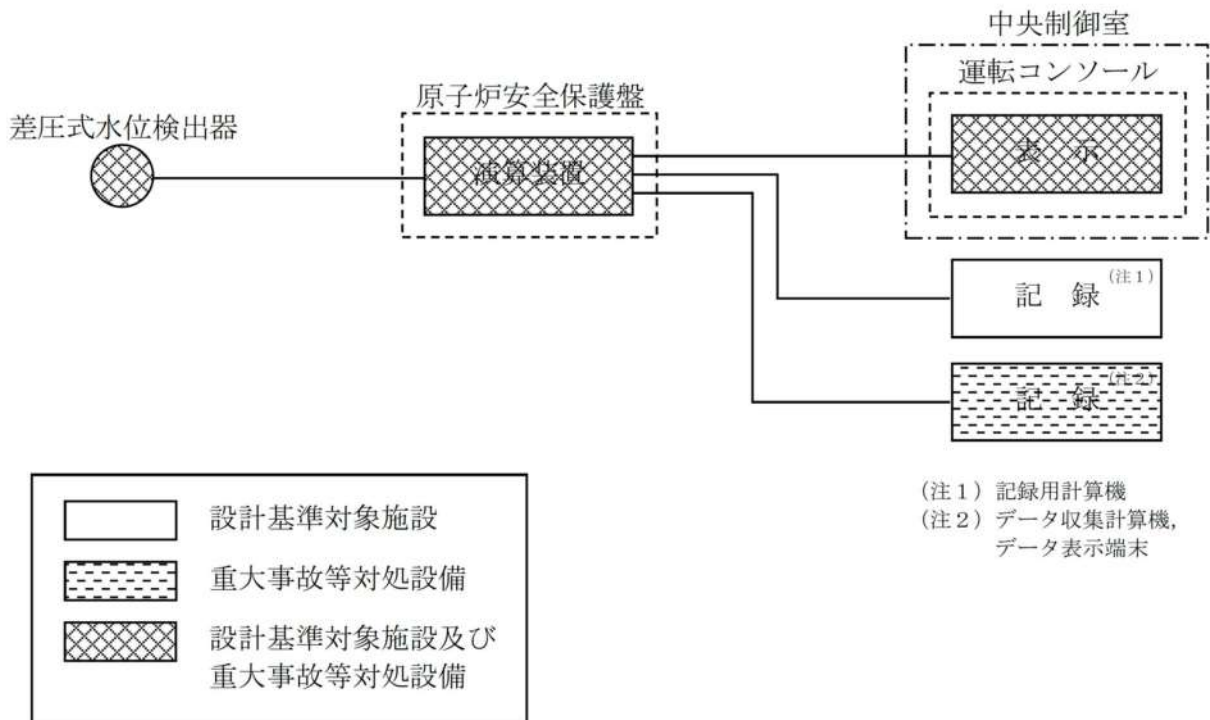 中央制御室
運転コンソール
原子炉安全保護盤
差圧式水位検出器
演算装置
表 示
記 録 (注1)
記 録 (注2)
(注1) 記録用計算機
(注2) データ収集計算機,
データ表示端末
設計基準対象施設
重大事故等対処設備
設計基準対象施設及び
重大事故等対処設備